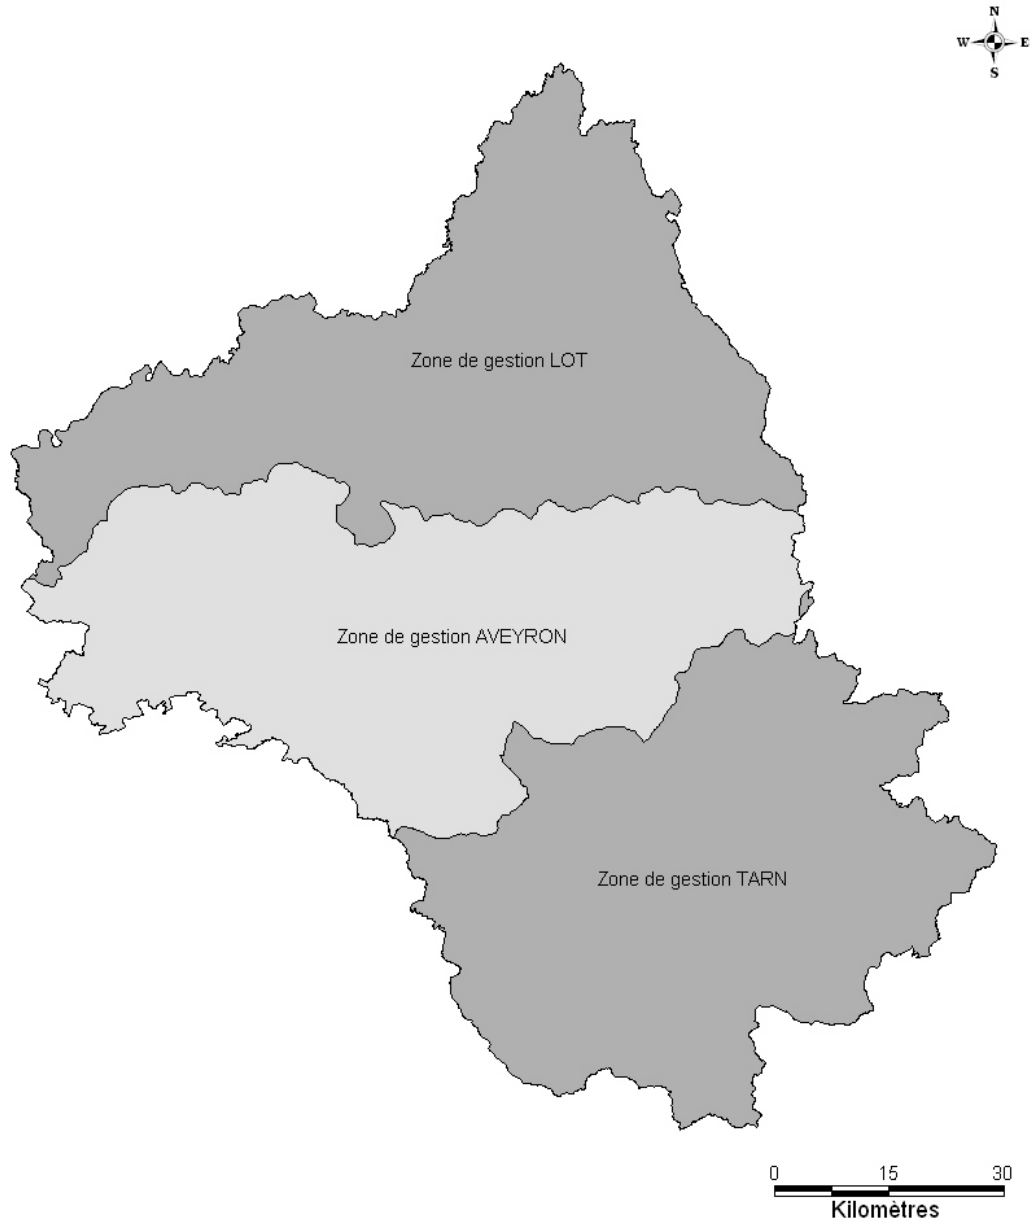 N
W E
S
Zone de gestion LOT
Zone de gestion AVEYRON
Zone de gestion TARN
0 15 30
Kilomètres